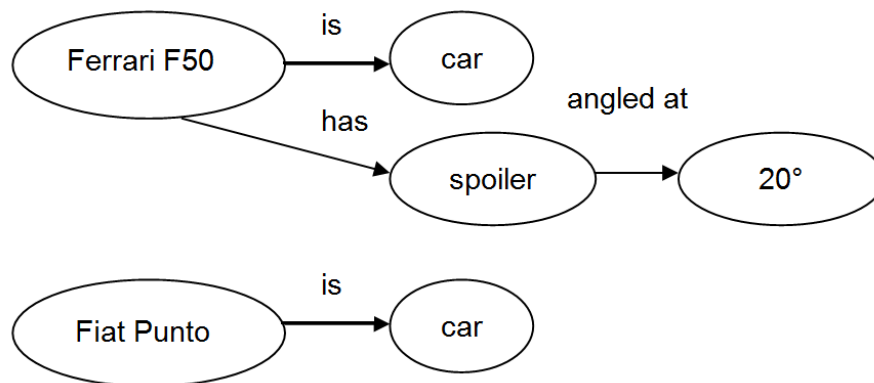 is
Ferrari F50
car
angled at
has
spoiler
20°
is
Fiat Punto
car